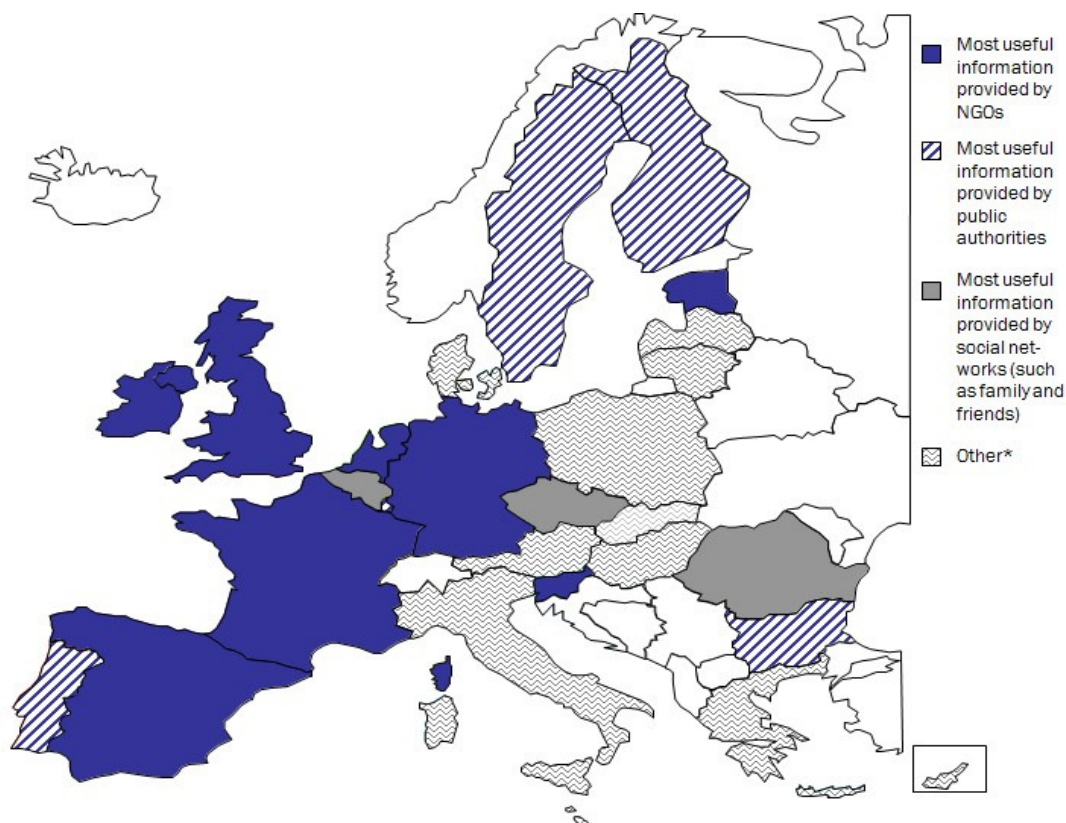 Most useful
information
provided by
NGOs
Most useful
information
provided by
public
authorities
Most useful
information
provided by
social net-
works (such
as family and
friends)
Other*